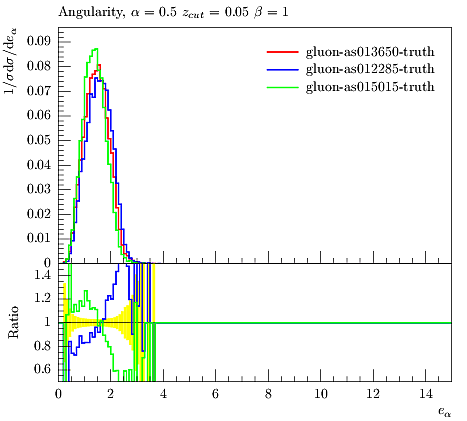 Angularity, α = 0.5 z_cut = 0.05 β = 1
1/σ dσ/de_α
0.09
0.08
0.07
0.06
0.05
0.04
0.03
0.02
0.01
0
gluon-as013650-truth
gluon-as012285-truth
gluon-as015015-truth
Ratio
1.4
1.2
1
0.8
0.6
0 2 4 6 8 10 12 14
e_α